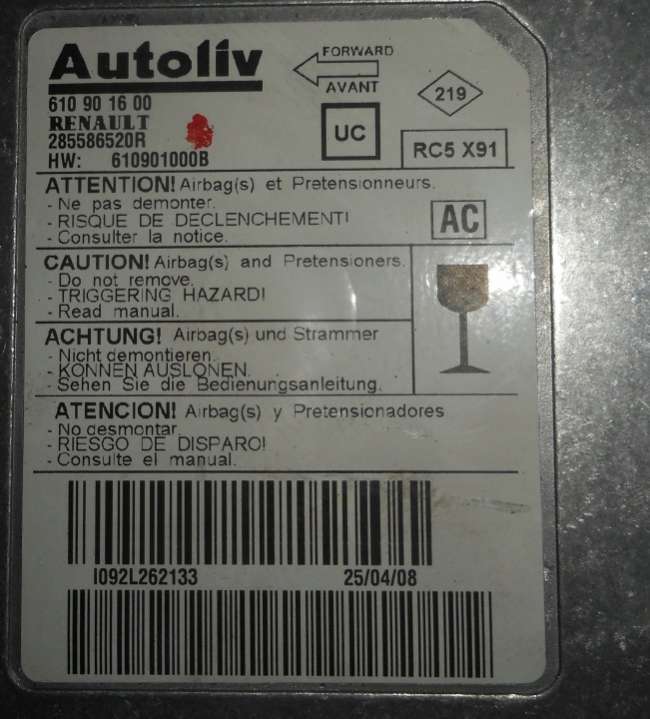 Autoliv
FORWARD
AVANT
219
610 90 16 00
RENAULT
285586520R
HW: 610901000B
UC
RC5 X91
ATTENTION! Airbag(s) et Pretensionneurs.
- Ne pas demonter.
- RISQUE DE DECLENCHEMENT!
- Consulter la notice.
AC
CAUTION! Airbag(s) and Pretensioners.
- Do not remove.
- TRIGGERING HAZARD!
- Read manual.
ACHTUNG! Airbag(s) und Strammer
- Nicht demontieren.
- KONNEN AUSLONEN.
- Sehen Sie die Bedienungsanleitung.
ATENCION! Airbag(s) y Pretensionadores
- No desmontar.
- RIESGO DE DISPARO!
- Consulte el manual.
I092L262133 25/04/08